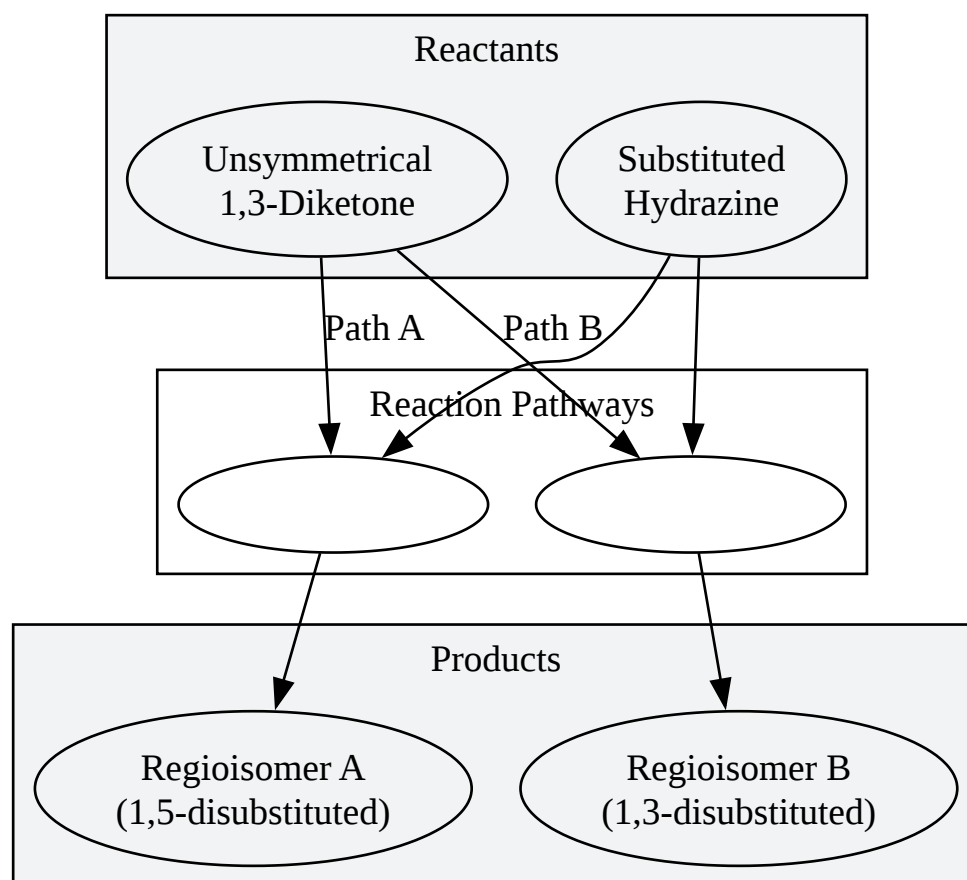 Reactants
Unsymmetrical
1,3-Diketone
Substituted
Hydrazine
Path A
Path B
Reaction Pathways
Products
Regioisomer A
(1,5-disubstituted)
Regioisomer B
(1,3-disubstituted)